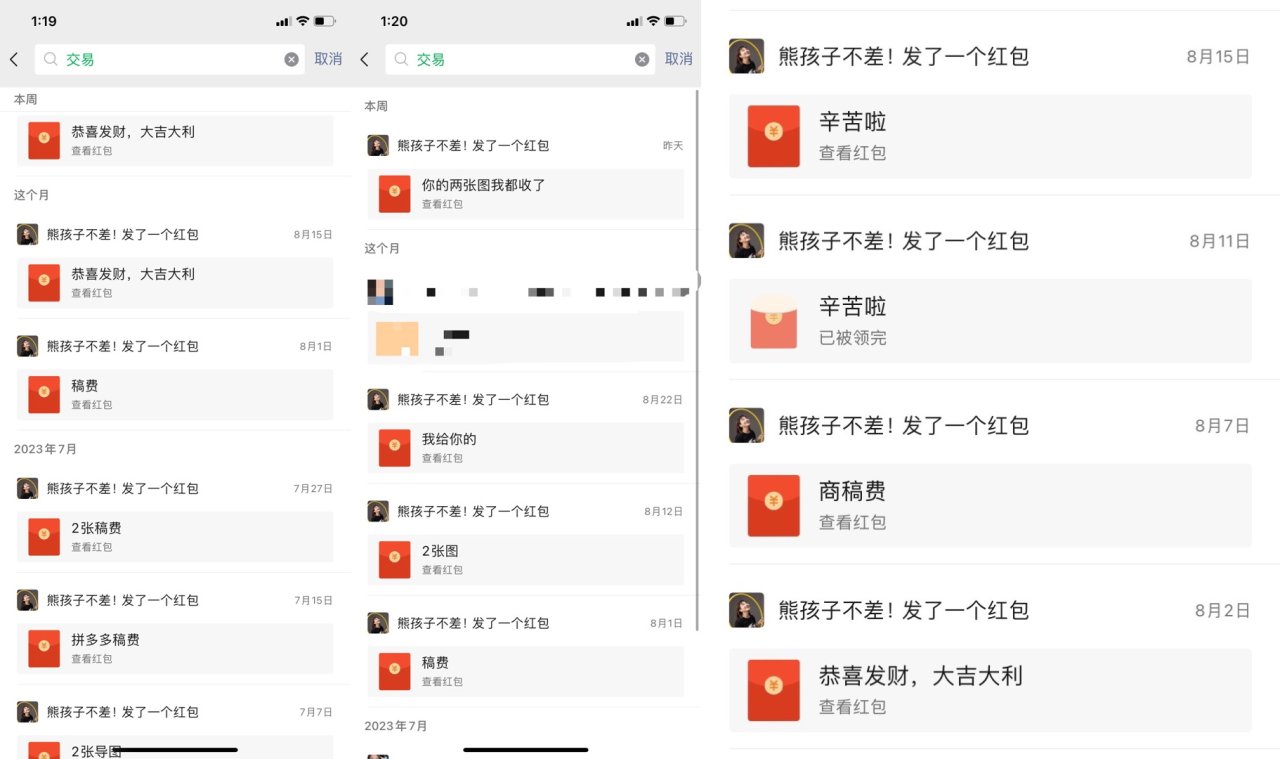 1:19
交易
取消
本周
恭喜发财，大吉大利
查看红包
这个月
熊孩子不差！发了一个红包
8月15日
恭喜发财，大吉大利
查看红包
熊孩子不差！发了一个红包
8月1日
稿费
查看红包
2023年7月
熊孩子不差！发了一个红包
7月27日
2张稿费
查看红包
熊孩子不差！发了一个红包
7月15日
拼多多稿费
查看红包
熊孩子不差！发了一个红包
7月7日
2张导图
1:20
交易
取消
本周
熊孩子不差！发了一个红包
昨天
你的两张图我都收了
查看红包
这个月
熊孩子不差！发了一个红包
8月22日
我给你的
查看红包
熊孩子不差！发了一个红包
8月12日
2张图
查看红包
熊孩子不差！发了一个红包
8月1日
稿费
查看红包
2023年7月
熊孩子不差！发了一个红包
8月15日
辛苦啦
查看红包
熊孩子不差！发了一个红包
8月11日
辛苦啦
已被领完
熊孩子不差！发了一个红包
8月7日
商稿费
查看红包
熊孩子不差！发了一个红包
8月2日
恭喜发财，大吉大利
查看红包